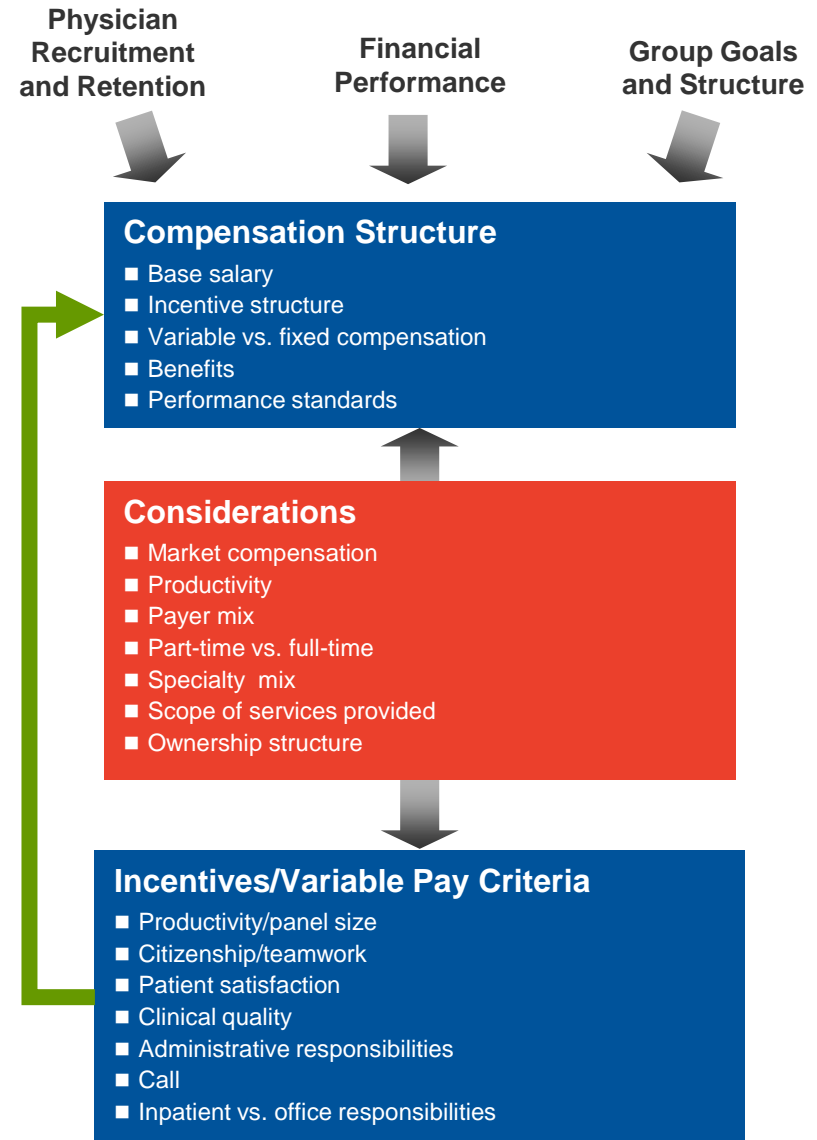 Physician
Recruitment
and Retention
Financial
Performance
Group Goals
and Structure
Compensation Structure
■ Base salary
■ Incentive structure
■ Variable vs. fixed compensation
■ Benefits
■ Performance standards
Considerations
■ Market compensation
■ Productivity
■ Payer mix
■ Part-time vs. full-time
■ Specialty  mix
■ Scope of services provided
■ Ownership structure
Incentives/Variable Pay Criteria
■ Productivity/panel size
■ Citizenship/teamwork
■ Patient satisfaction
■ Clinical quality
■ Administrative responsibilities
■ Call
■ Inpatient vs. office responsibilities